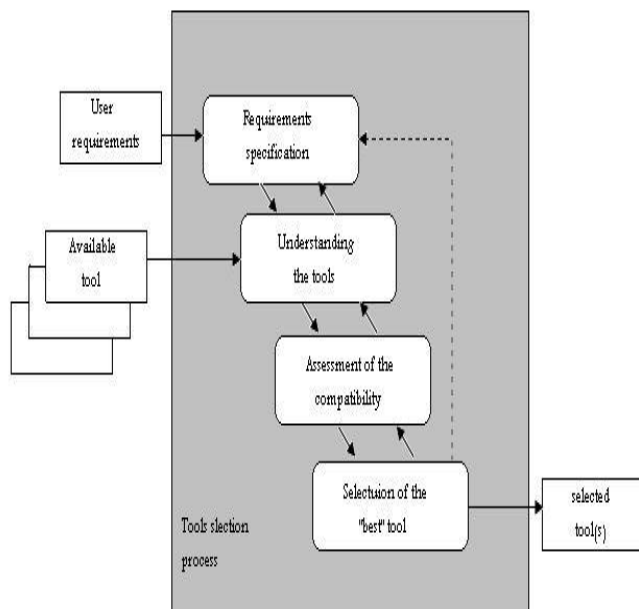 User
requirements
Requirements
specification
Available
tool
Understanding
the tools
Assessment of the
compatibility
Selectuion of the
"best" tool
selected
tool(s)
Tools slection
process